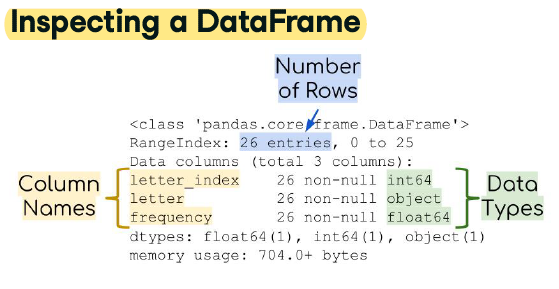 Inspecting a DataFrame
Number
of Rows
<class 'pandas.core.frame.DataFrame'>
RangeIndex: 26 entries, 0 to 25
Data columns (total 3 columns):
Column
Names
letter_index 26 non-null int64
letter 26 non-null object
frequency 26 non-null float64
Data
Types
dtypes: float64(1), int64(1), object(1)
memory usage: 704.0+ bytes